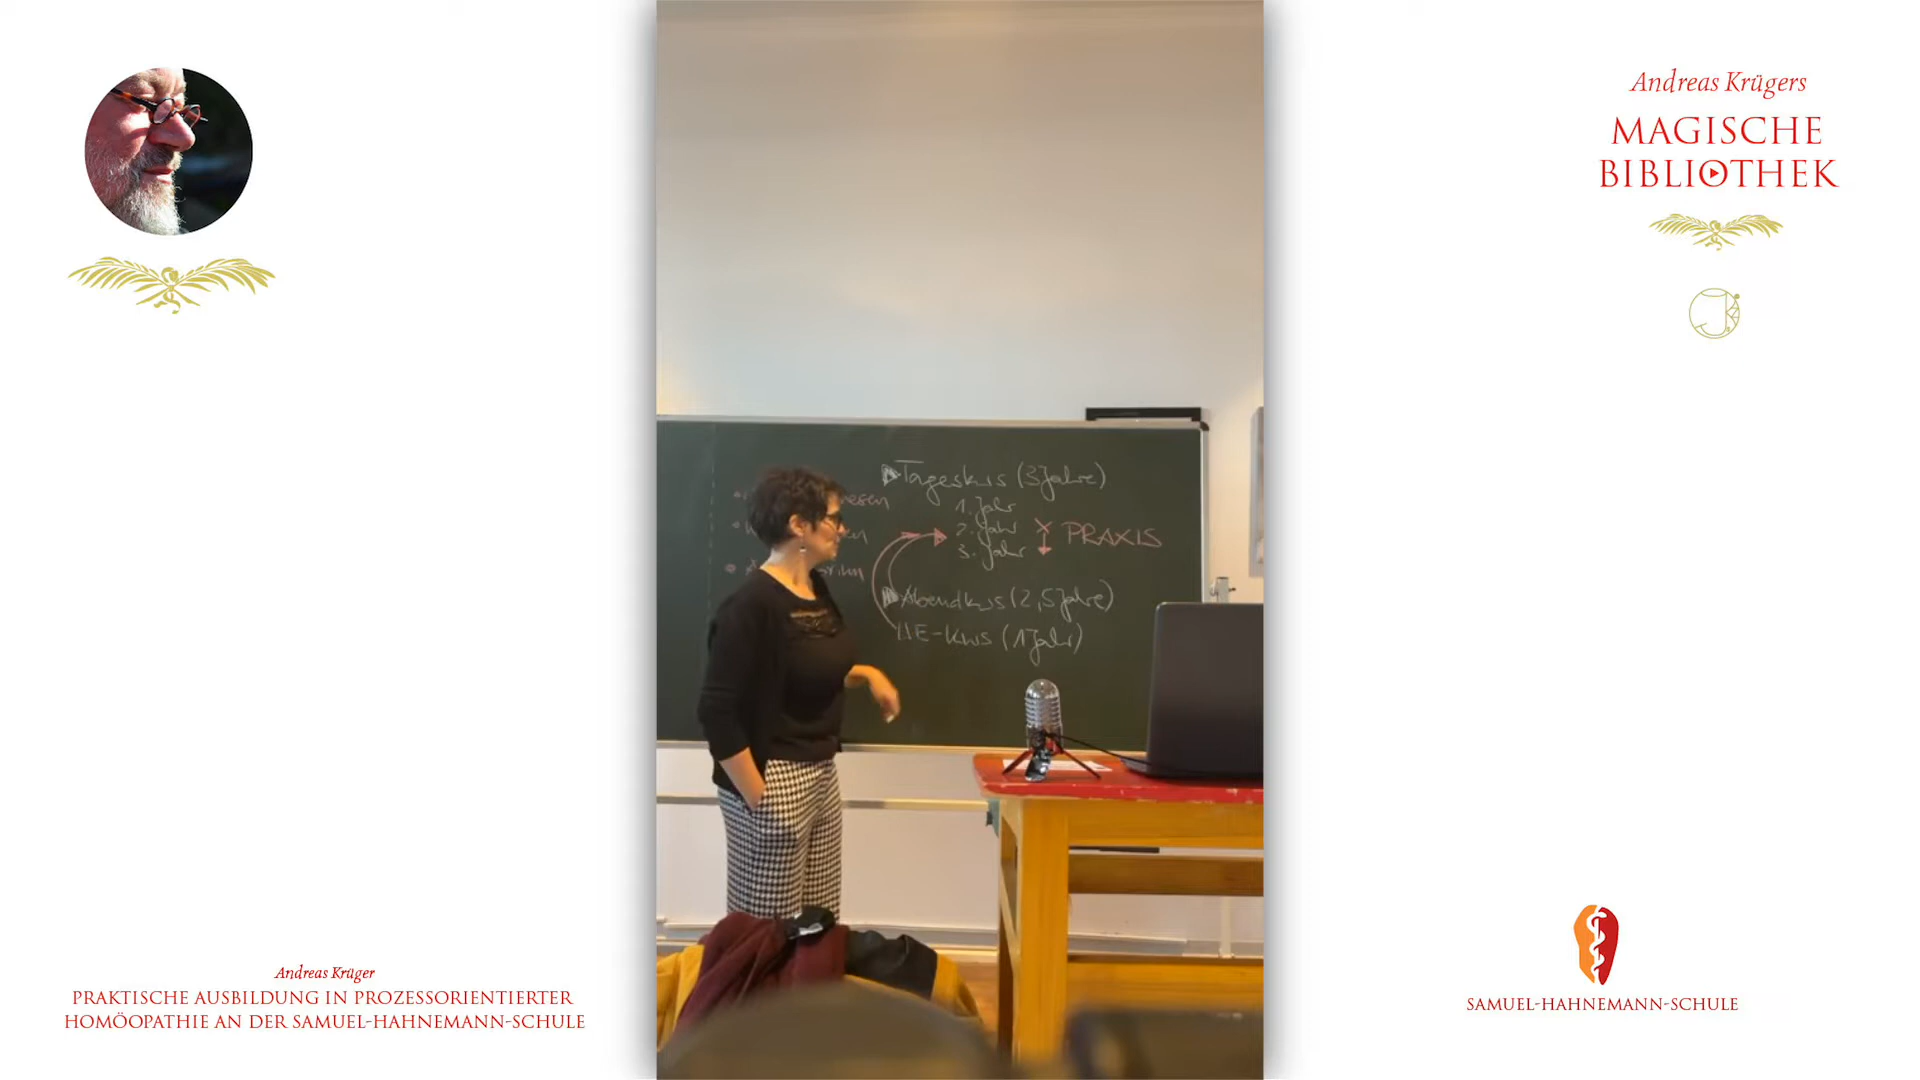 Andreas Krügers
MAGISCHE
BIBLIOTHEK
Tageskurs (3 Jahre)
1. Jahr
2. Jahr X PRAXIS
3. Jahr
Abendkurs (2,5 Jahre)
WE-Kurs (1 Jahr)
Andreas Krüger
PRAKTISCHE AUSBILDUNG IN PROZESSORIENTIERTER
HOMÖOPATHIE AN DER SAMUEL-HAHNEMANN-SCHULE
SAMUEL-HAHNEMANN-SCHULE